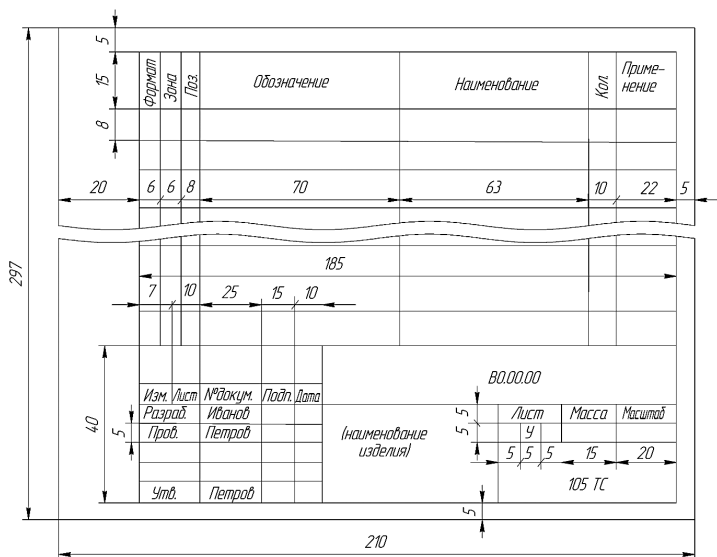 5
15
Формат
Зона
Поз.
Обозначение
Наименование
Кол.
Приме-
нение
8
20
6
6
8
70
63
10
22
5
297
185
7
10
25
15
10
40
5
В0.00.00
Изм.
Лист
№докум.
Подп.
Дата
Разраб.
Иванов
Пров.
Петров
(наименование
изделия)
5
5
Лист
Масса
Масштаб
У
5
5
5
15
20
105 ТС
Утв.
Петров
5
210